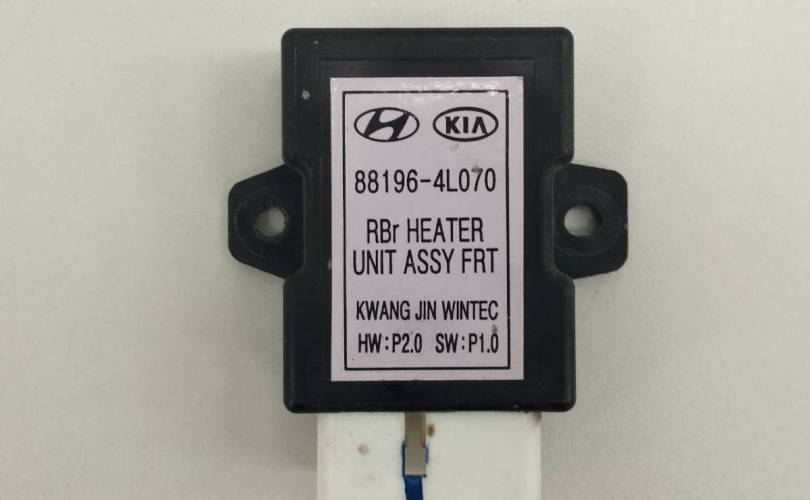 KIA
88196-4L070
RBr HEATER
UNIT ASSY FRT
KWANG JIN WINTEC
HW:P2.0 SW:P1.0